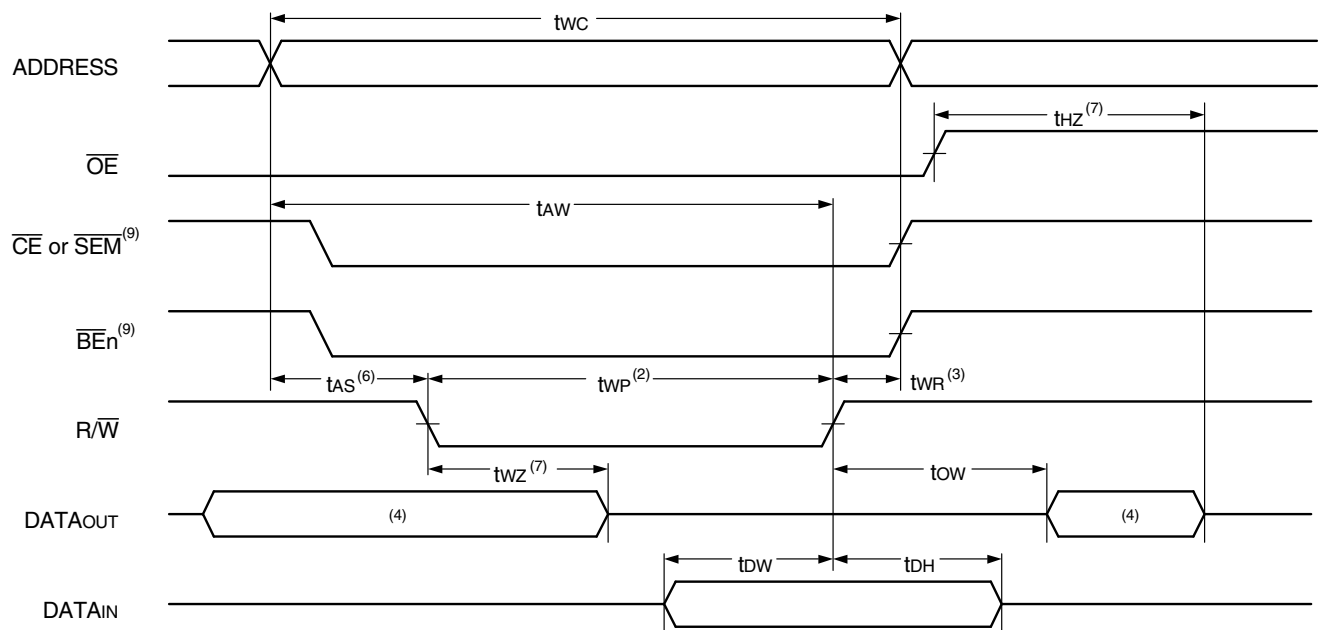 tWC
ADDRESS
tHZ(7)
OE
tAW
CE or SEM(9)
BEn(9)
tAS(6) tWP(2) tWR(3)
R/W
tWZ(7) tOW
DATAOUT (4) (4)
tDW tDH
DATAIN